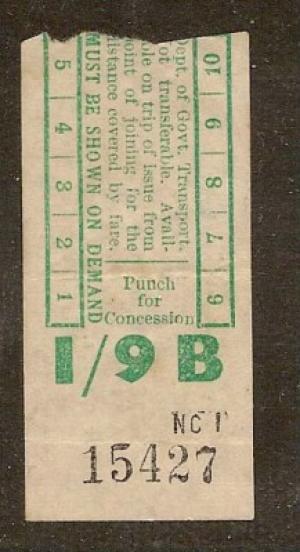 Dept. of Govt. Transport.
Not transferable. Avail-
able on trip of issue from
point of joining for the
distance covered by fare.
MUST BE SHOWN ON DEMAND
5 | 4 | 3 | 2 | 1
10 | 9 | 8 | 7 | 6
Punch
for
Concession
1/9 B
NC
15427